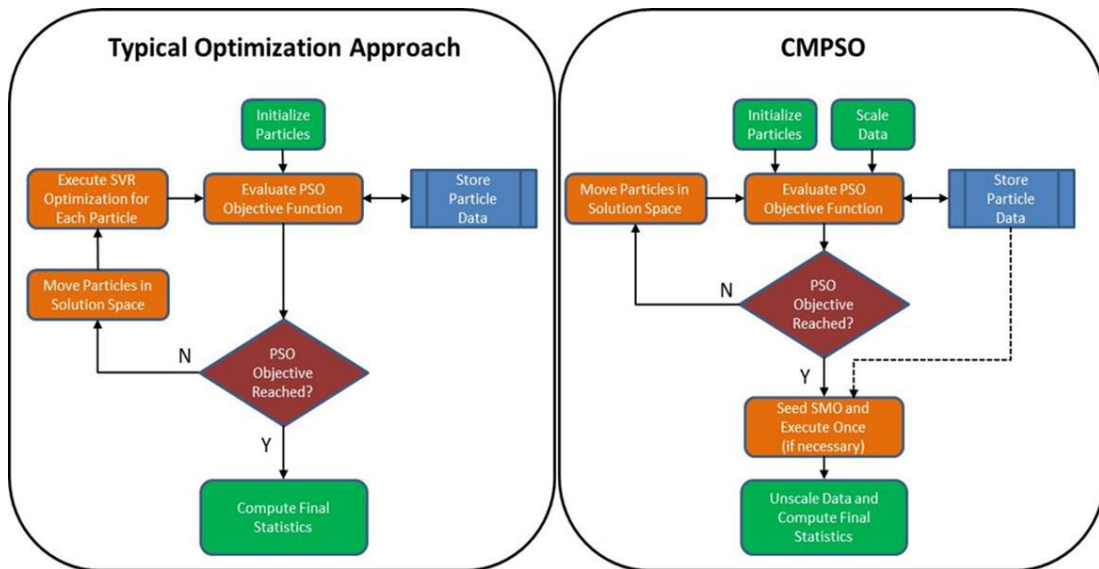 Typical Optimization Approach
Initialize
Particles
Execute SVR
Optimization for
Each Particle
Evaluate PSO
Objective Function
Store
Particle
Data
Move Particles in
Solution Space
N
PSO
Objective
Reached?
Y
Compute Final
Statistics
CMPSO
Initialize
Particles
Scale
Data
Move Particles in
Solution Space
Evaluate PSO
Objective Function
Store
Particle
Data
N
PSO
Objective
Reached?
Y
Seed SMO and
Execute Once
(if necessary)
Unscale Data and
Compute Final
Statistics